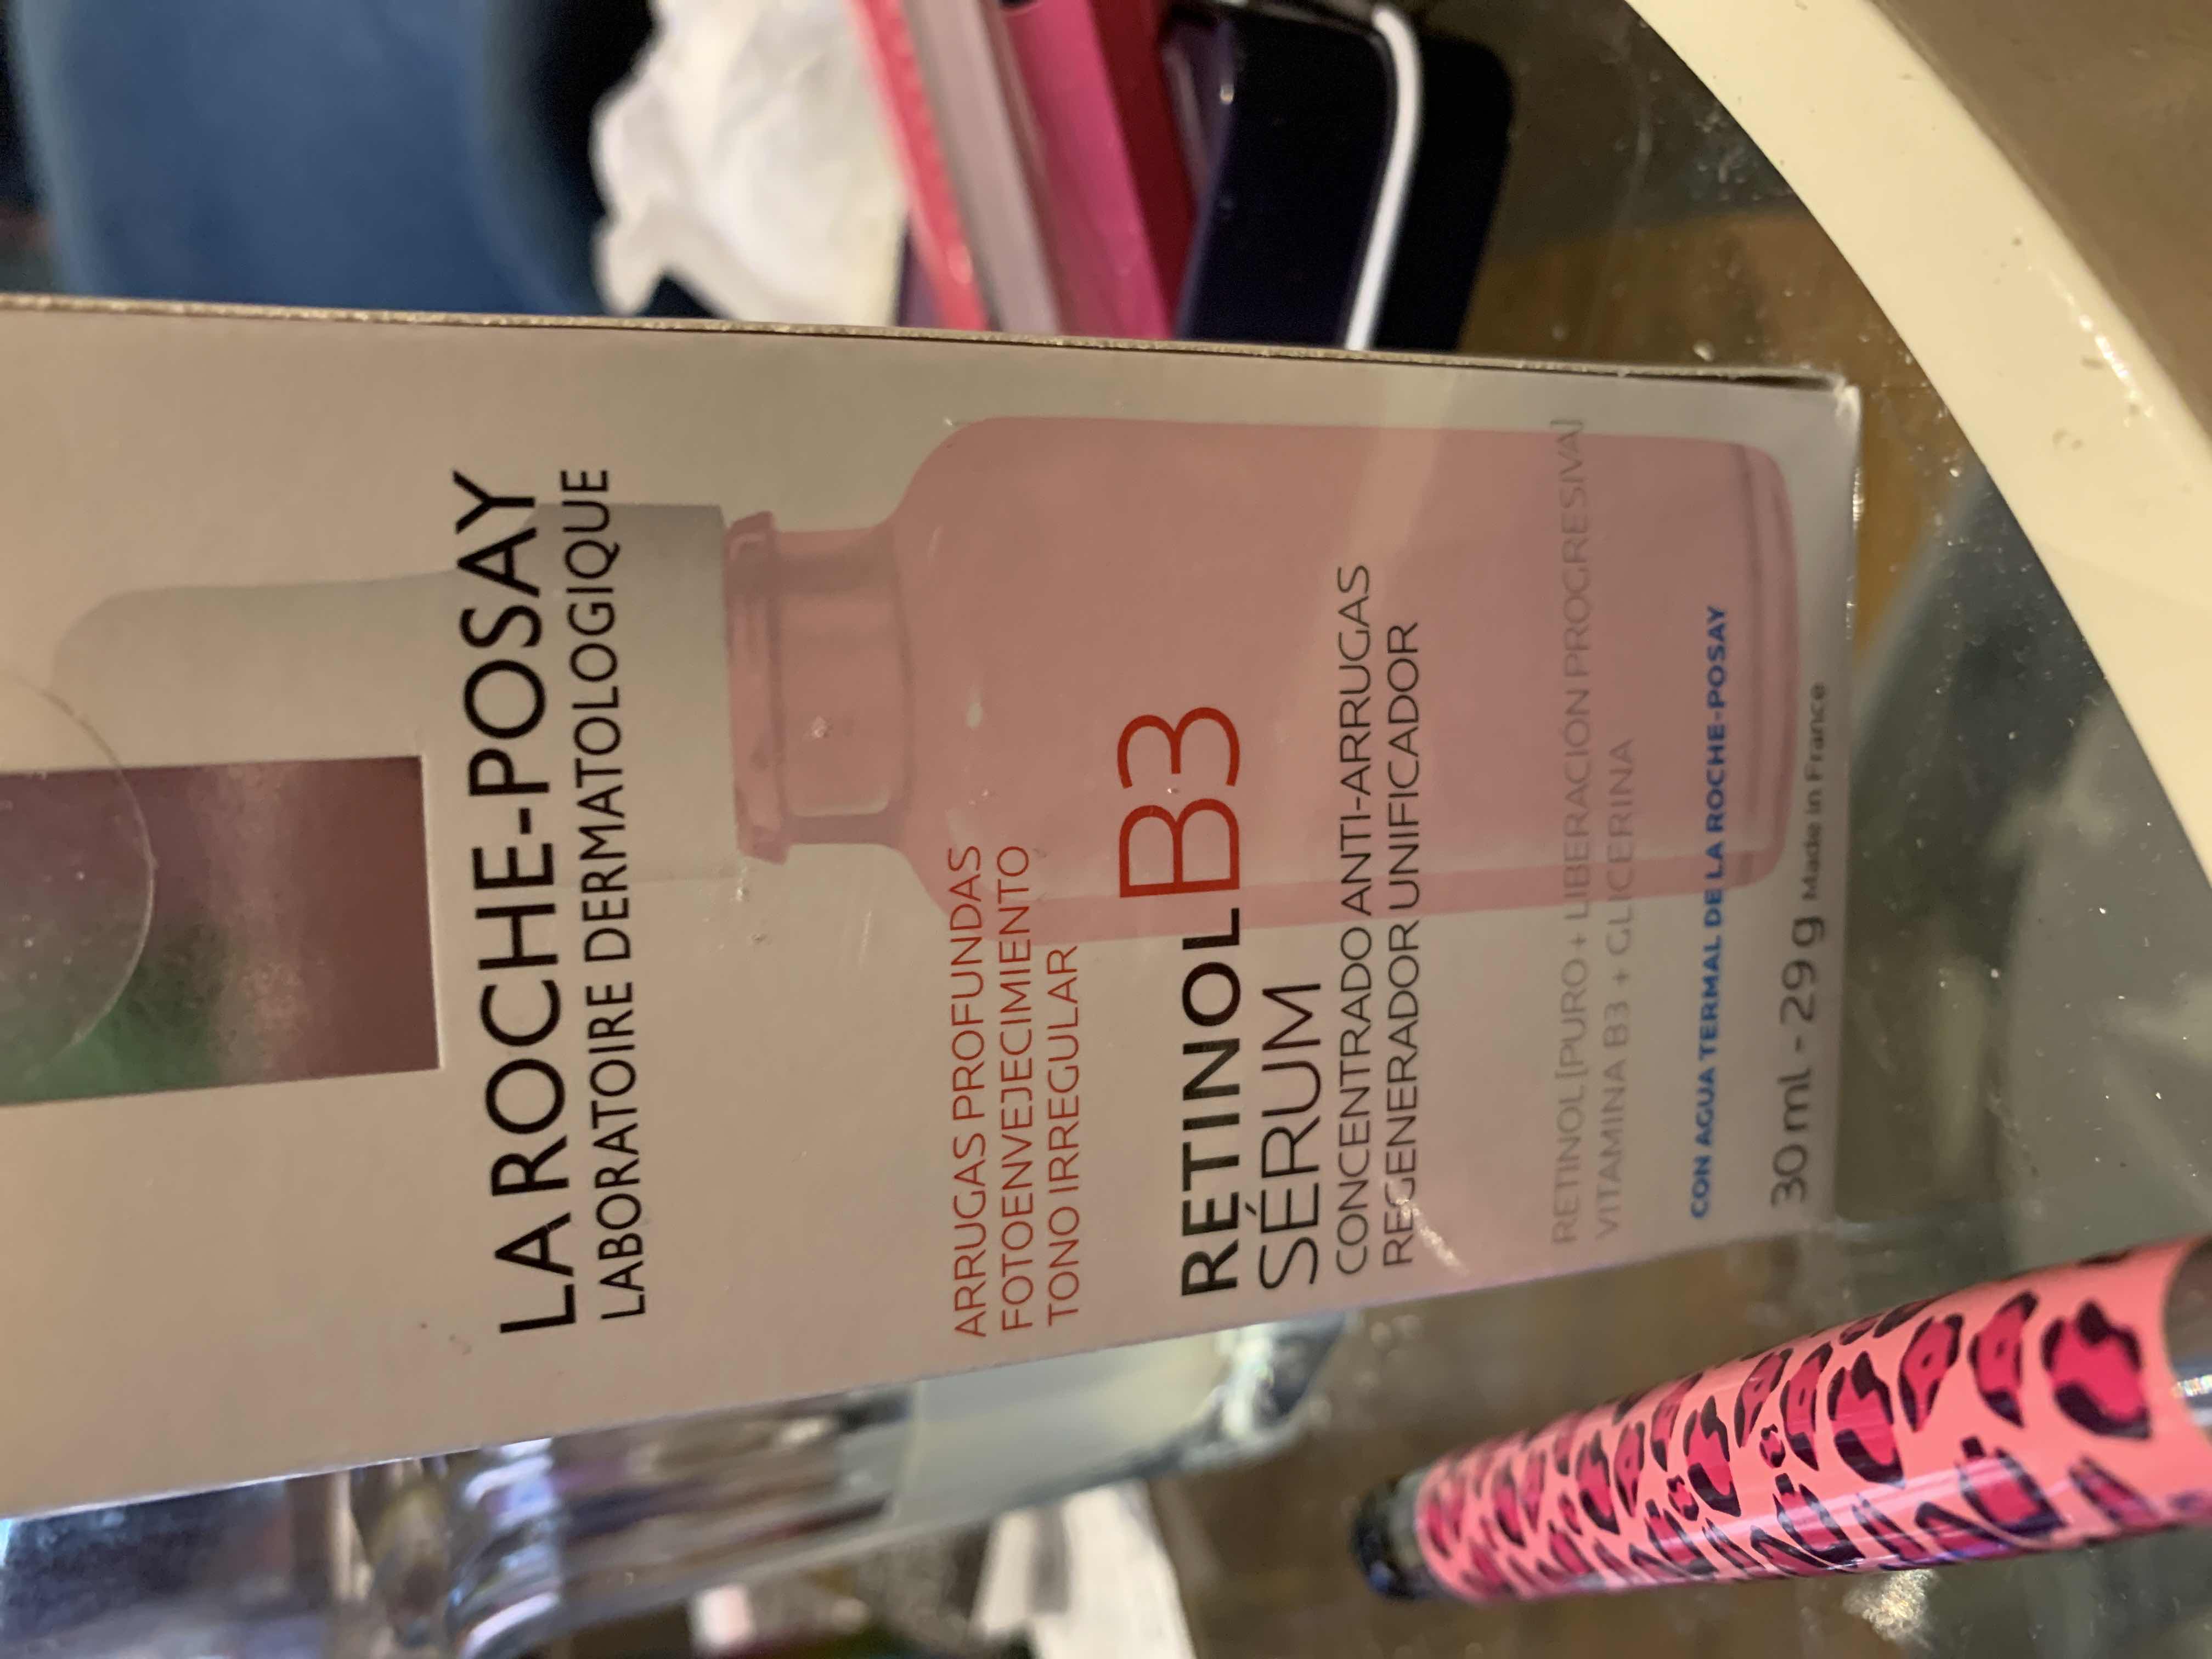 LA ROCHE-POSAY
LABORATOIRE DERMATOLOGIQUE
ARRUGAS PROFUNDAS
FOTOENVEJECIMIENTO
TONO IRREGULAR
RETINOL B3
SÉRUM
CONCENTRADO ANTI-ARRUGAS
REGENERADOR UNIFICADOR
RETINOL [PURO + LIBERACIÓN PROGRESIVA]
VITAMINA B3 + GLICERINA
CON AGUA TERMAL DE LA ROCHE-POSAY
30 mL - 29 g Made in France